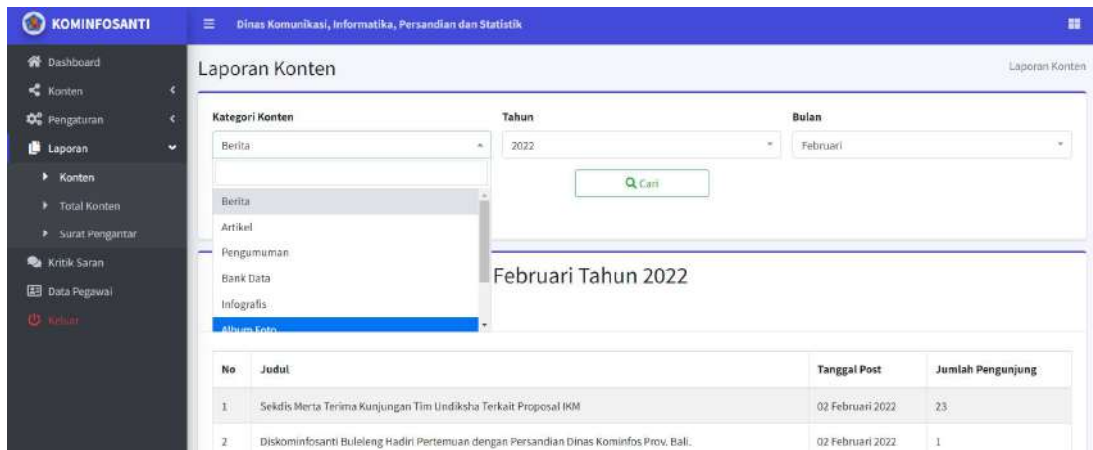 KOMINFOSANTI
Dinas Komunikasi, Informatika, Persandian dan Statistik
Dashboard
Konten
Pengaturan
Laporan
Konten
Total Konten
Surat Pengantar
Kritik Saran
Data Pegawai
Keluar
Laporan Konten
Laporan Konten
Kategori Konten
Tahun
Bulan
Berita
2022
Februari
Cari
Berita
Artikel
Pengumuman
Bank Data
Infografis
Album Foto
Februari Tahun 2022
No Judul Tanggal Post Jumlah Pengunjung
1 Sekdis Merta Terima Kunjungan Tim Undiksha Terkait Proposal IKM 02 Februari 2022 23
2 Diskominfosanti Buleleng Hadiri Pertemuan dengan Persandian Dinas Kominfos Prov. Bali. 02 Februari 2022 1